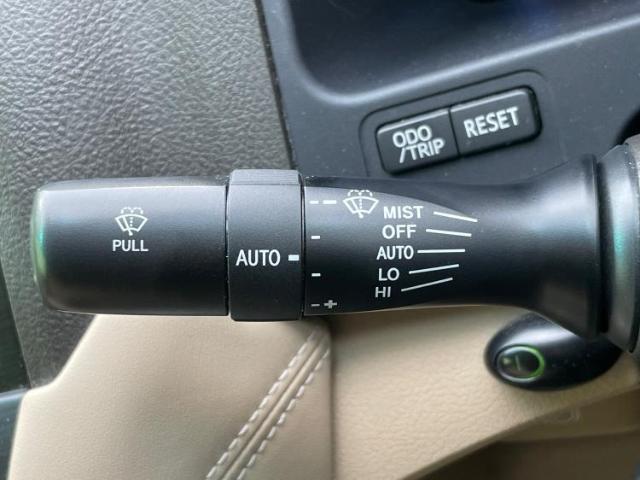 ODO
/TRIP
RESET
PULL
AUTO
MIST
OFF
AUTO
LO
HI
- +